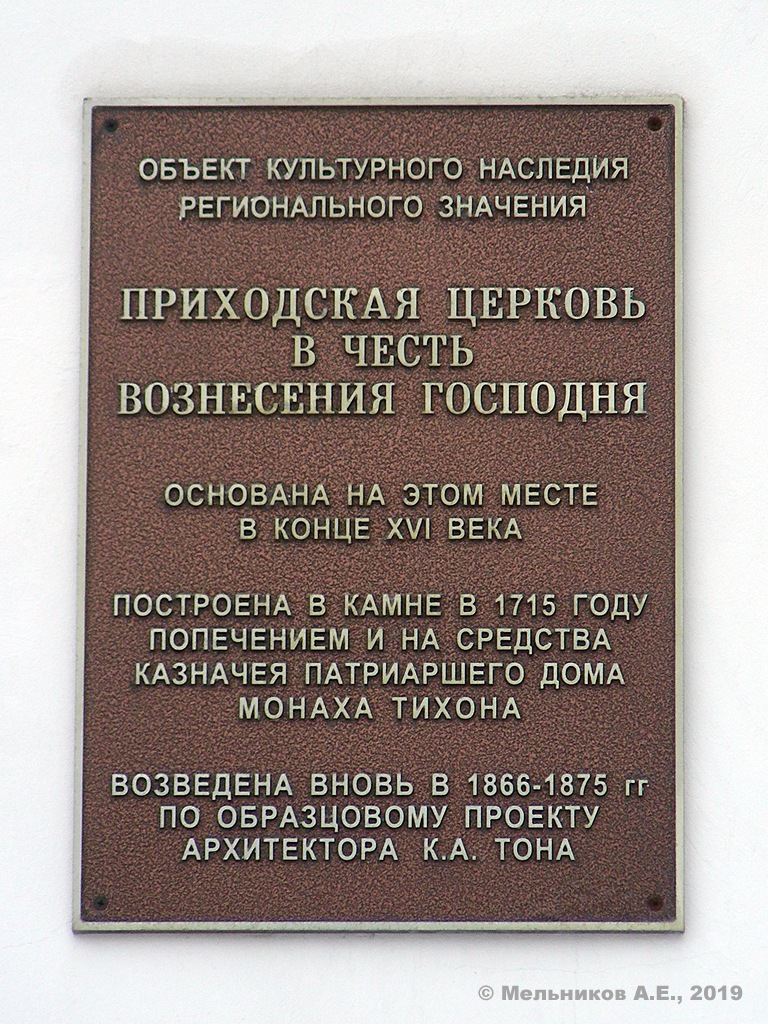 ОБЪЕКТ КУЛЬТУРНОГО НАСЛЕДИЯ
РЕГИОНАЛЬНОГО ЗНАЧЕНИЯ
ПРИХОДСКАЯ ЦЕРКОВЬ
В ЧЕСТЬ
ВОЗНЕСЕНИЯ ГОСПОДНЯ
ОСНОВАНА НА ЭТОМ МЕСТЕ
В КОНЦЕ XVI ВЕКА
ПОСТРОЕНА В КАМНЕ В 1715 ГОДУ
ПОПЕЧЕНИЕМ И НА СРЕДСТВА
КАЗНАЧЕЯ ПАТРИАРШЕГО ДОМА
МОНАХА ТИХОНА
ВОЗВЕДЕНА ВНОВЬ В 1866-1875 гг
ПО ОБРАЗЦОВОМУ ПРОЕКТУ
АРХИТЕКТОРА К.А. ТОНА
© Мельников А.Е., 2019